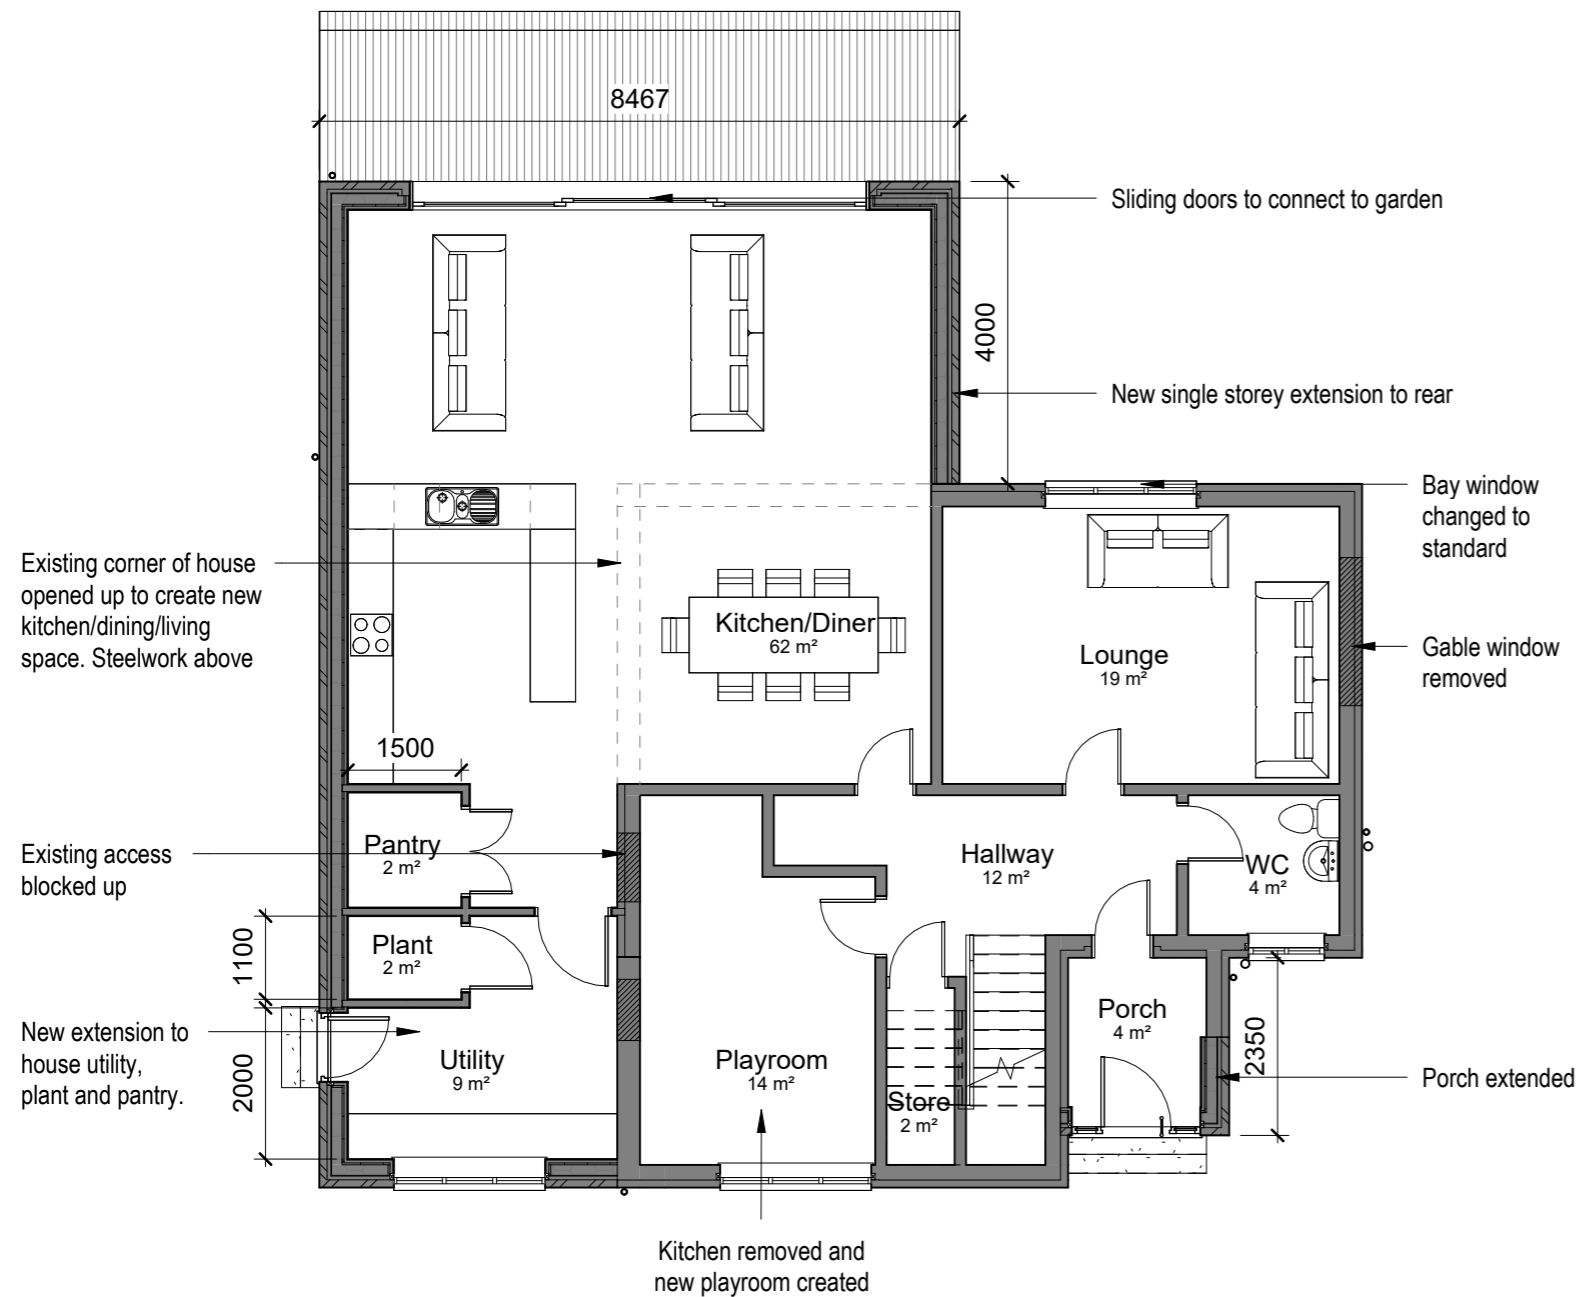 8467
Sliding doors to connect to garden
4000
New single storey extension to rear
Bay window
changed to
standard
Existing corner of house
opened up to create new
kitchen/dining/living
space. Steelwork above
Kitchen/Diner
62 m²
Lounge
19 m²
Gable window
removed
1500
Existing access
blocked up
Pantry
2 m²
Hallway
12 m²
WC
4 m²
Plant
2 m²
1100
New extension to
house utility,
plant and pantry.
2000
Utility
9 m²
Playroom
14 m²
Store
2 m²
Porch
4 m²
2350
Porch extended
Kitchen removed and
new playroom created